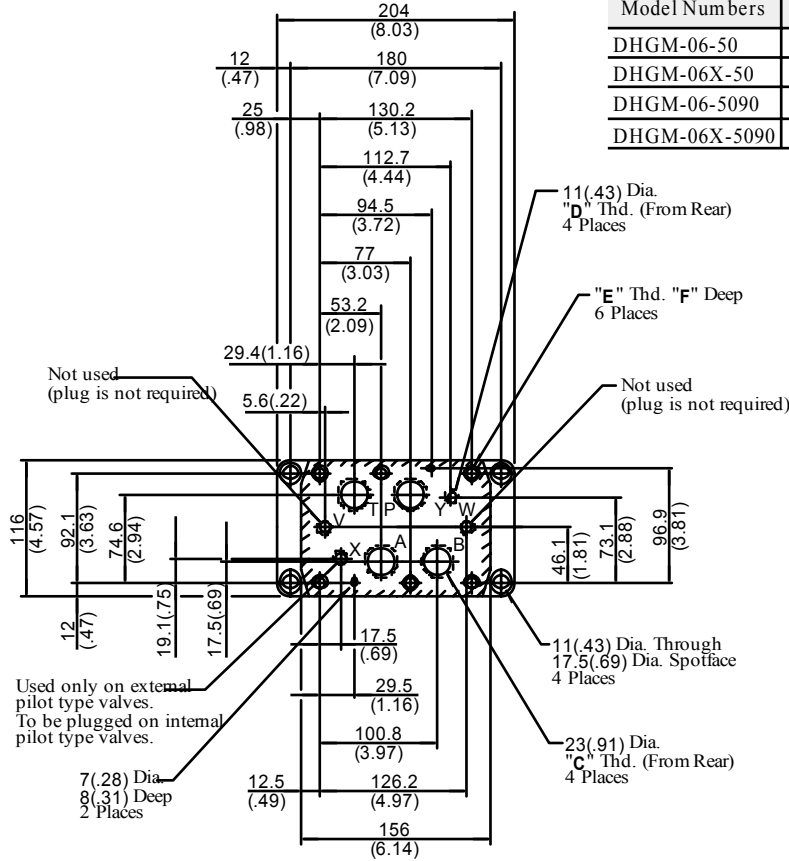 Model Numbers
DHGM-06-50
DHGM-06X-50
DHGM-06-5090
DHGM-06X-5090
204
(8.03)
12
(.47)
180
(7.09)
25
(.98)
130.2
(5.13)
112.7
(4.44)
94.5
(3.72)
77
(3.03)
53.2
(2.09)
29.4(1.16)
5.6(.22)
11(.43) Dia.
"D" Thd. (From Rear)
4 Places
"E" Thd. "F" Deep
6 Places
Not used
(plug is not required)
Not used
(plug is not required)
T P Y W
V
A
B
X
116
(4.57)
92.1
(3.63)
74.6
(2.94)
12
(.47)
19.1(.75)
17.5(.69)
46.1
(1.81)
73.1
(2.88)
96.9
(3.81)
17.5
(.69)
29.5
(1.16)
100.8
(3.97)
12.5
(.49)
126.2
(4.97)
156
(6.14)
Used only on external
pilot type valves.
To be plugged on internal
pilot type valves.
7(.28) Dia.
8(.31) Deep
2 Places
11(.43) Dia. Through
17.5(.69) Dia. Spotface
4 Places
23(.91) Dia.
"C" Thd. (From Rear)
4 Places